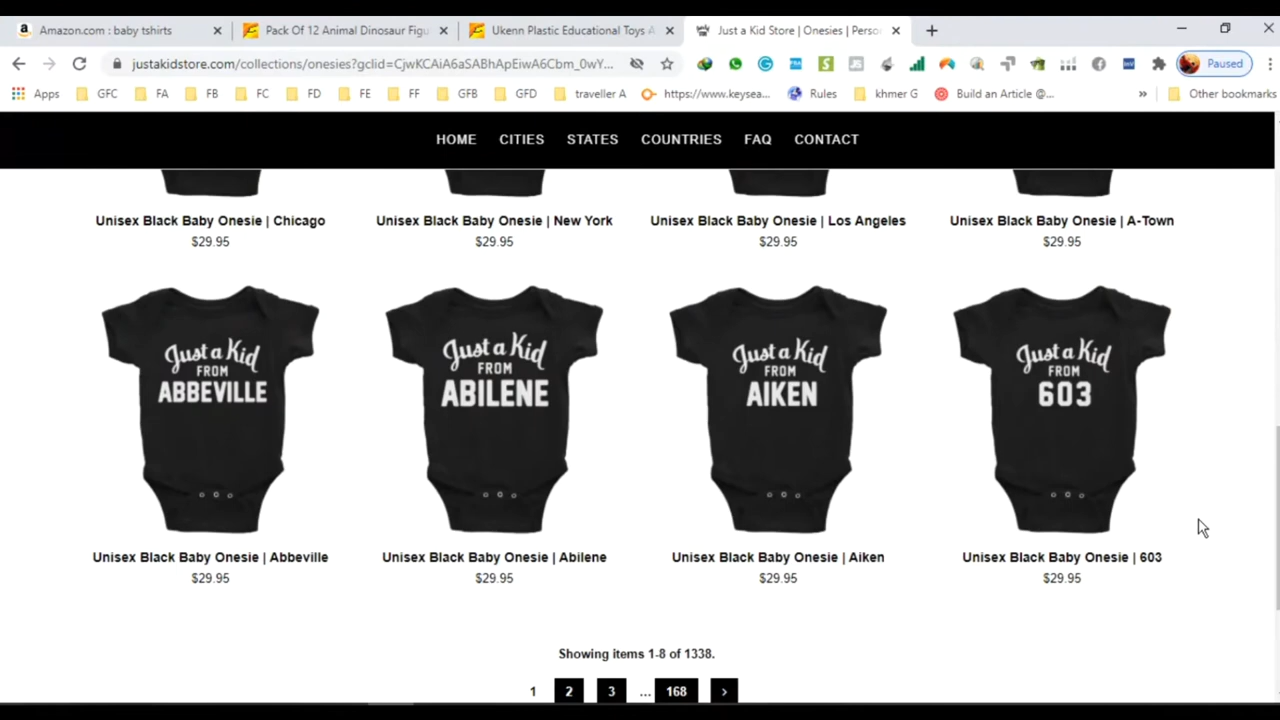 Amazon.com : baby tshirts
Pack Of 12 Animal Dinosaur Figu
Ukenn Plastic Educational Toys A
Just a Kid Store | Onesies | Perso
justakidstore.com/collections/onesies?gclid=CjwKCAiA6aSABhApEiwA6Cbm_0wY...
Paused
Apps GFC FA FB FC FD FE FF GFB GFD traveller A https://www.keysea... Rules khmer G Build an Article @... » Other bookmarks
HOME CITIES STATES COUNTRIES FAQ CONTACT
Unisex Black Baby Onesie | Chicago
$29.95
Unisex Black Baby Onesie | New York
$29.95
Unisex Black Baby Onesie | Los Angeles
$29.95
Unisex Black Baby Onesie | A-Town
$29.95
Just a Kid
FROM
ABBEVILLE
Just a Kid
FROM
ABILENE
Just a Kid
FROM
AIKEN
Just a Kid
FROM
603
Unisex Black Baby Onesie | Abbeville
$29.95
Unisex Black Baby Onesie | Abilene
$29.95
Unisex Black Baby Onesie | Aiken
$29.95
Unisex Black Baby Onesie | 603
$29.95
Showing items 1-8 of 1338.
1 2 3 ... 168 >